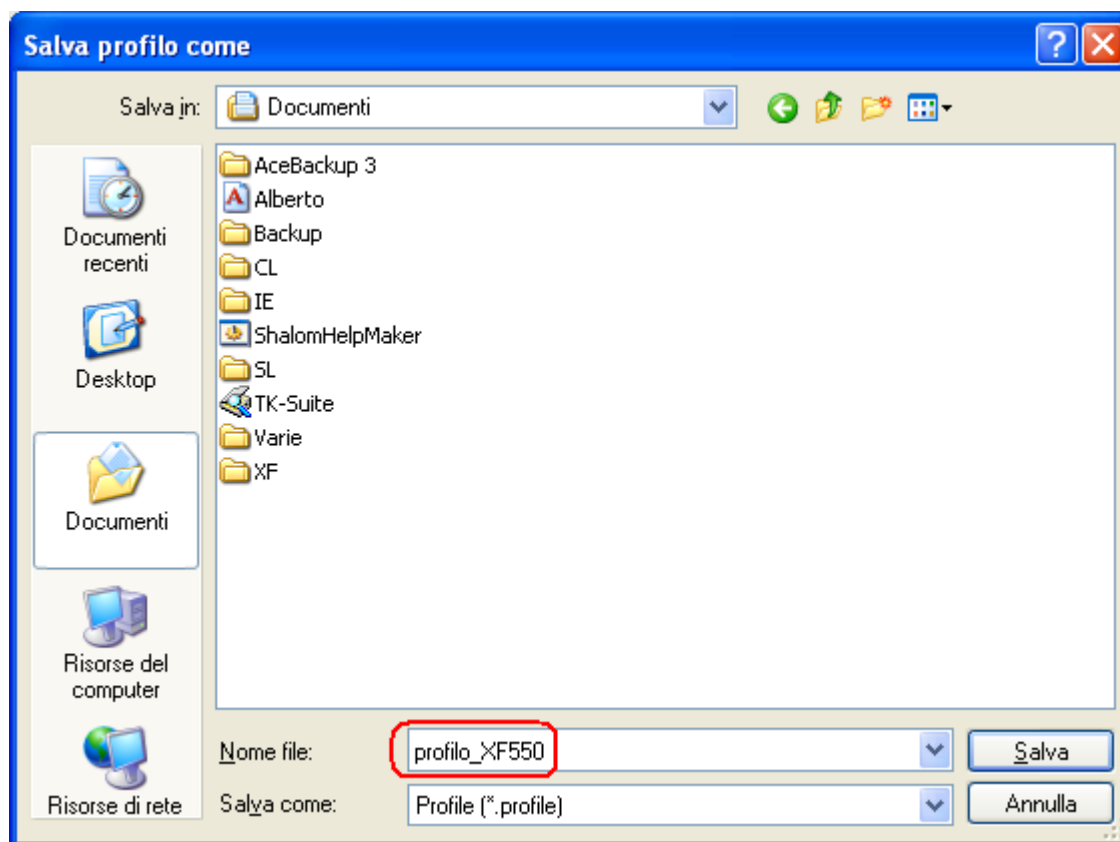 Salva profilo come
Salva in: Documenti
AceBackup 3
Alberto
Backup
CL
IE
ShalomHelpMaker
SL
TK-Suite
Varie
XF
Documenti
recenti
Desktop
Documenti
Risorse del
computer
Risorse di rete
Nome file: profilo_XF550 Salva
Salva come: Profile (*.profile) Annulla